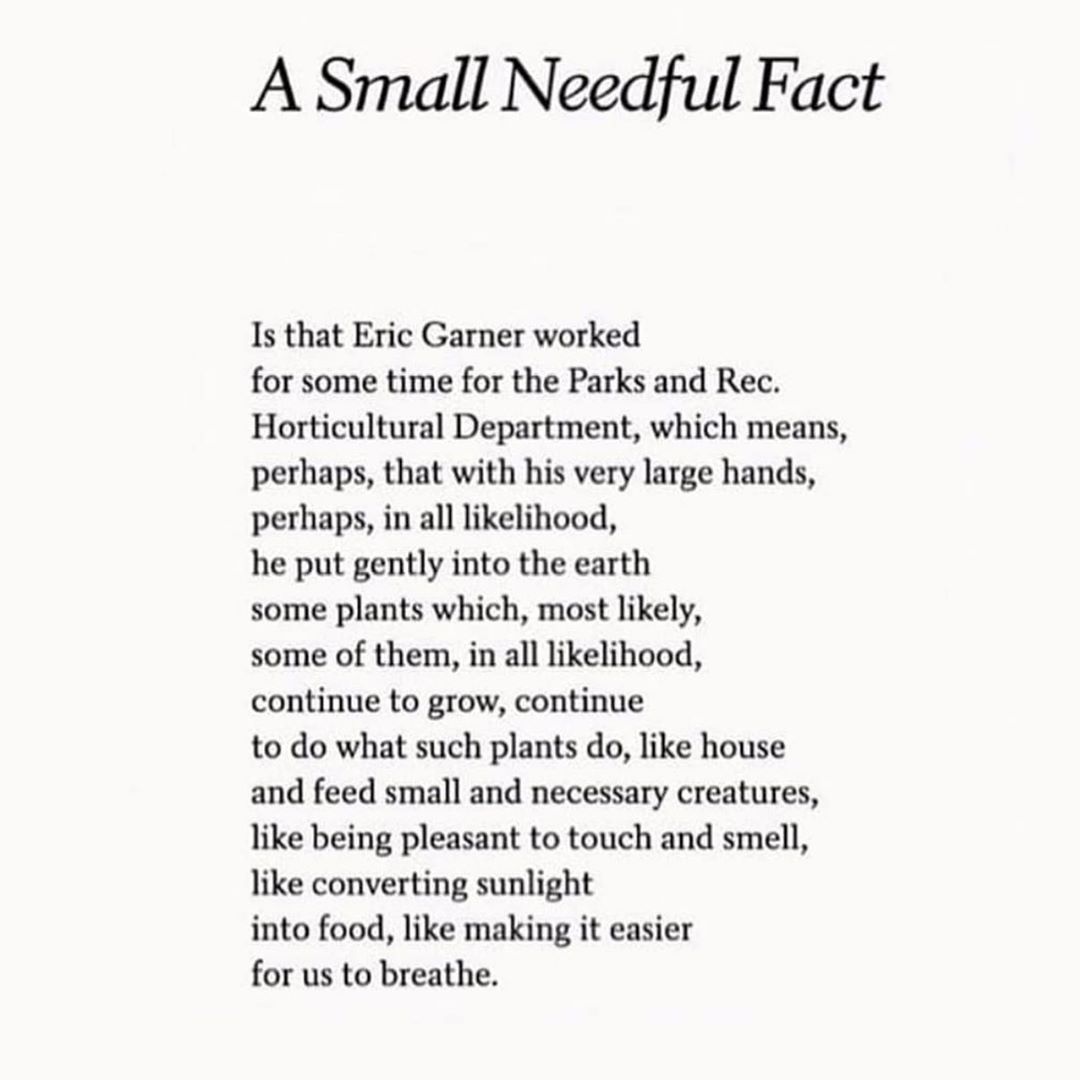 A Small Needful Fact
Is that Eric Garner worked
for some time for the Parks and Rec.
Horticultural Department, which means,
perhaps, that with his very large hands,
perhaps, in all likelihood,
he put gently into the earth
some plants which, most likely,
some of them, in all likelihood,
continue to grow, continue
to do what such plants do, like house
and feed small and necessary creatures,
like being pleasant to touch and smell,
like converting sunlight
into food, like making it easier
for us to breathe.